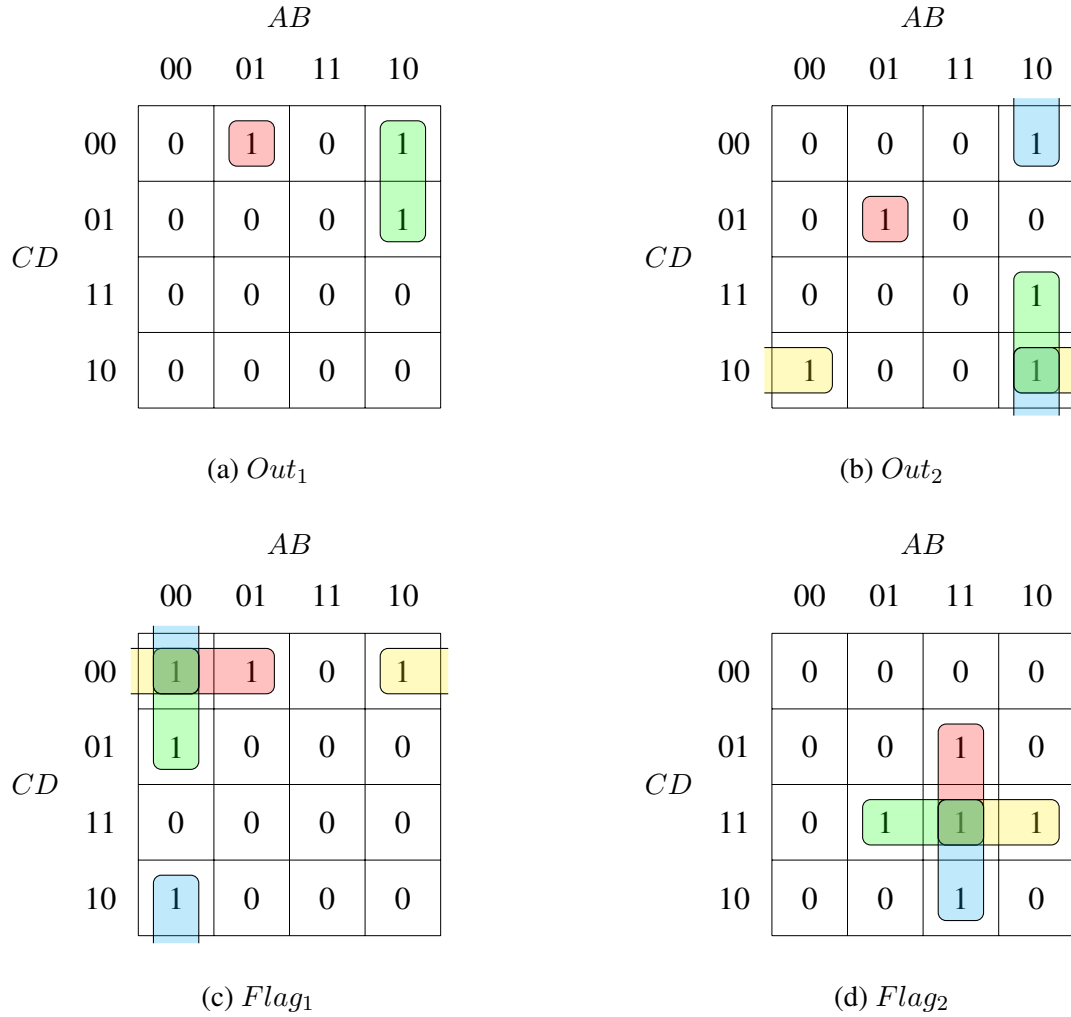 AB AB
00 01 11 10 00 01 11 10
00 0 1 0 1 00 0 0 0 1
01 0 0 0 1 01 0 1 0 0
CD CD
11 0 0 0 0 11 0 0 0 1
10 0 0 0 0 10 1 0 0 1
(a) Out₁ (b) Out₂
AB AB
00 01 11 10 00 01 11 10
00 1 1 0 1 00 0 0 0 0
01 1 0 0 0 01 0 0 1 0
CD CD
11 0 0 0 0 11 0 1 1 1
10 1 0 0 0 10 0 0 1 0
(c) Flag₁ (d) Flag₂